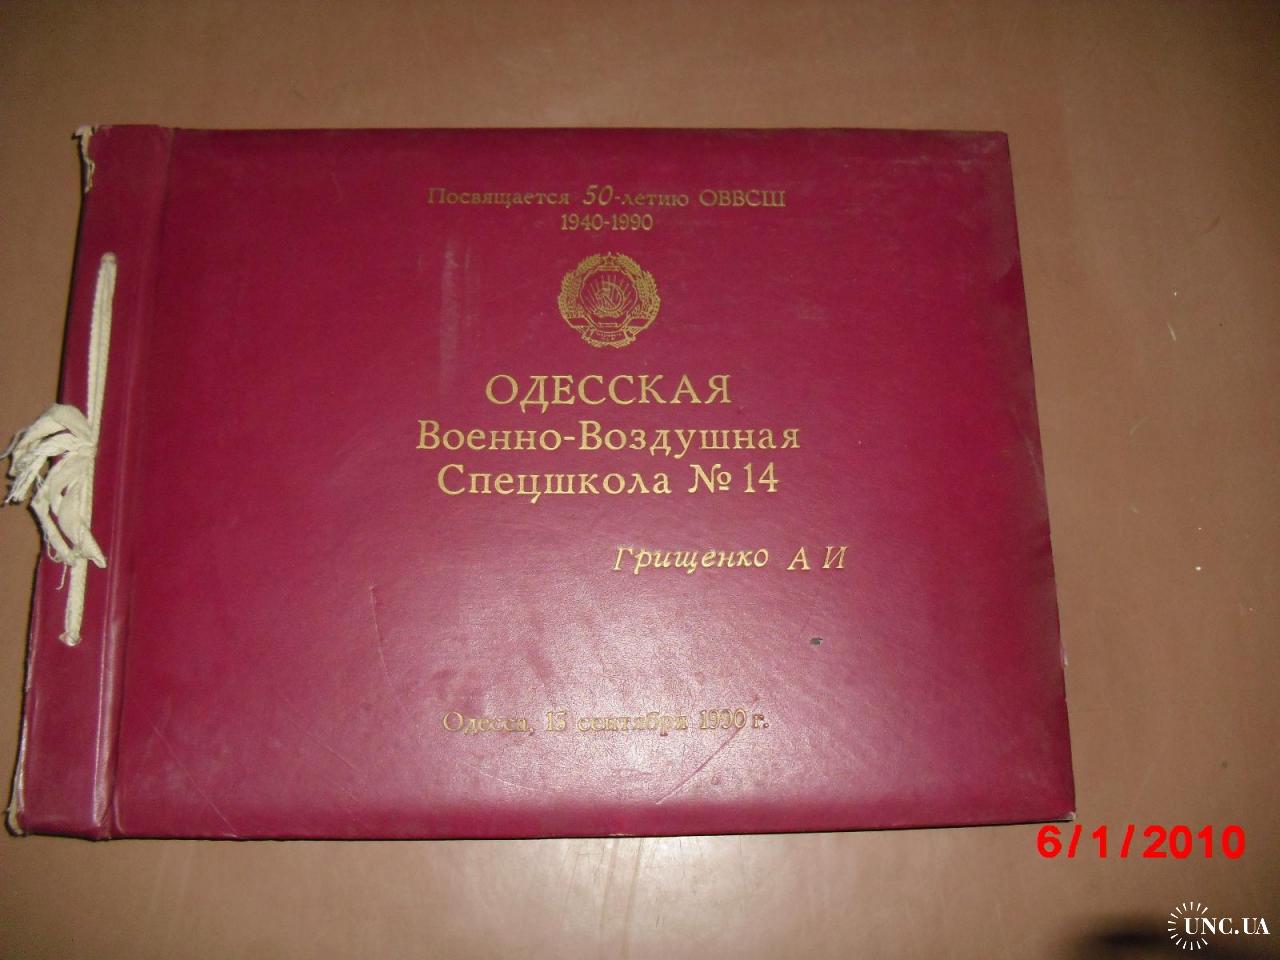 Посвящается 50-летию ОВВСШ
1940-1990
ОДЕССКАЯ
Военно-Воздушная
Спецшкола № 14
Грищенко А И
Одесса, 15 сентября 1990 г.
6/1/2010
UNC.UA